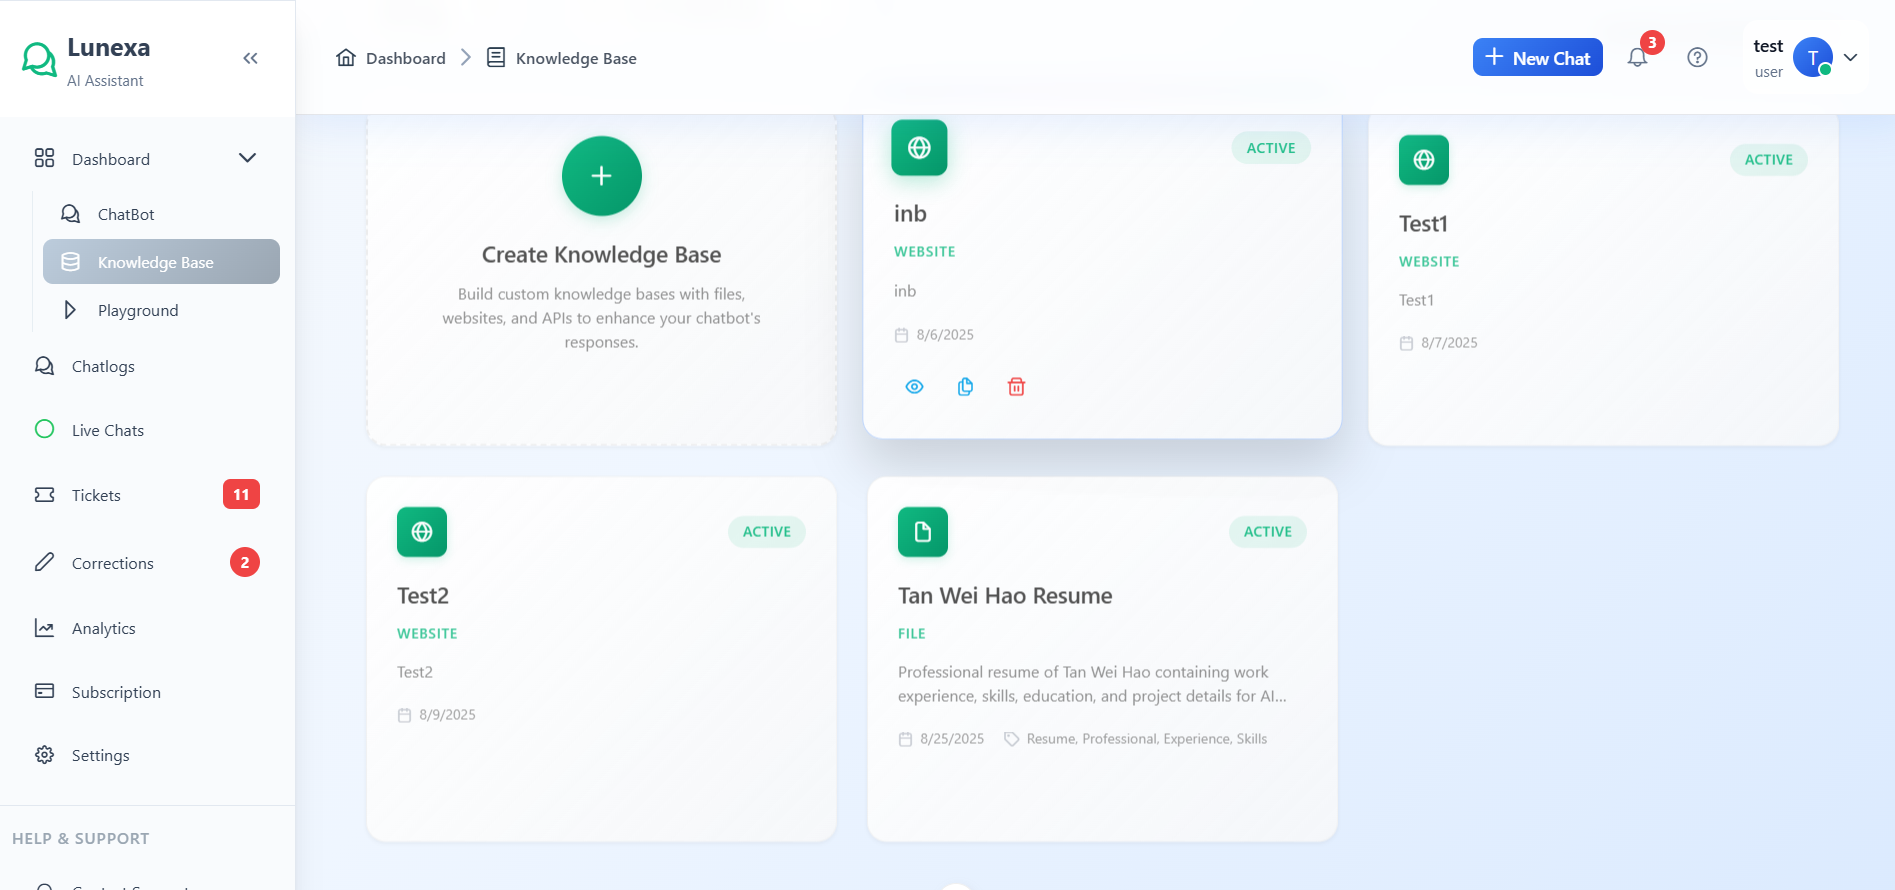 Lunexa
AI Assistant
Dashboard
Knowledge Base
New Chat
3
test
user
T
Dashboard
ChatBot
Knowledge Base
Playground
Chatlogs
Live Chats
Tickets
11
Corrections
2
Analytics
Subscription
Settings
HELP & SUPPORT
Create Knowledge Base
Build custom knowledge bases with files,
websites, and APIs to enhance your chatbot's
responses.
ACTIVE
inb
WEBSITE
inb
8/6/2025
ACTIVE
Test1
WEBSITE
Test1
8/7/2025
ACTIVE
Test2
WEBSITE
Test2
8/9/2025
ACTIVE
Tan Wei Hao Resume
FILE
Professional resume of Tan Wei Hao containing work
experience, skills, education, and project details for AI...
8/25/2025
Resume, Professional, Experience, Skills